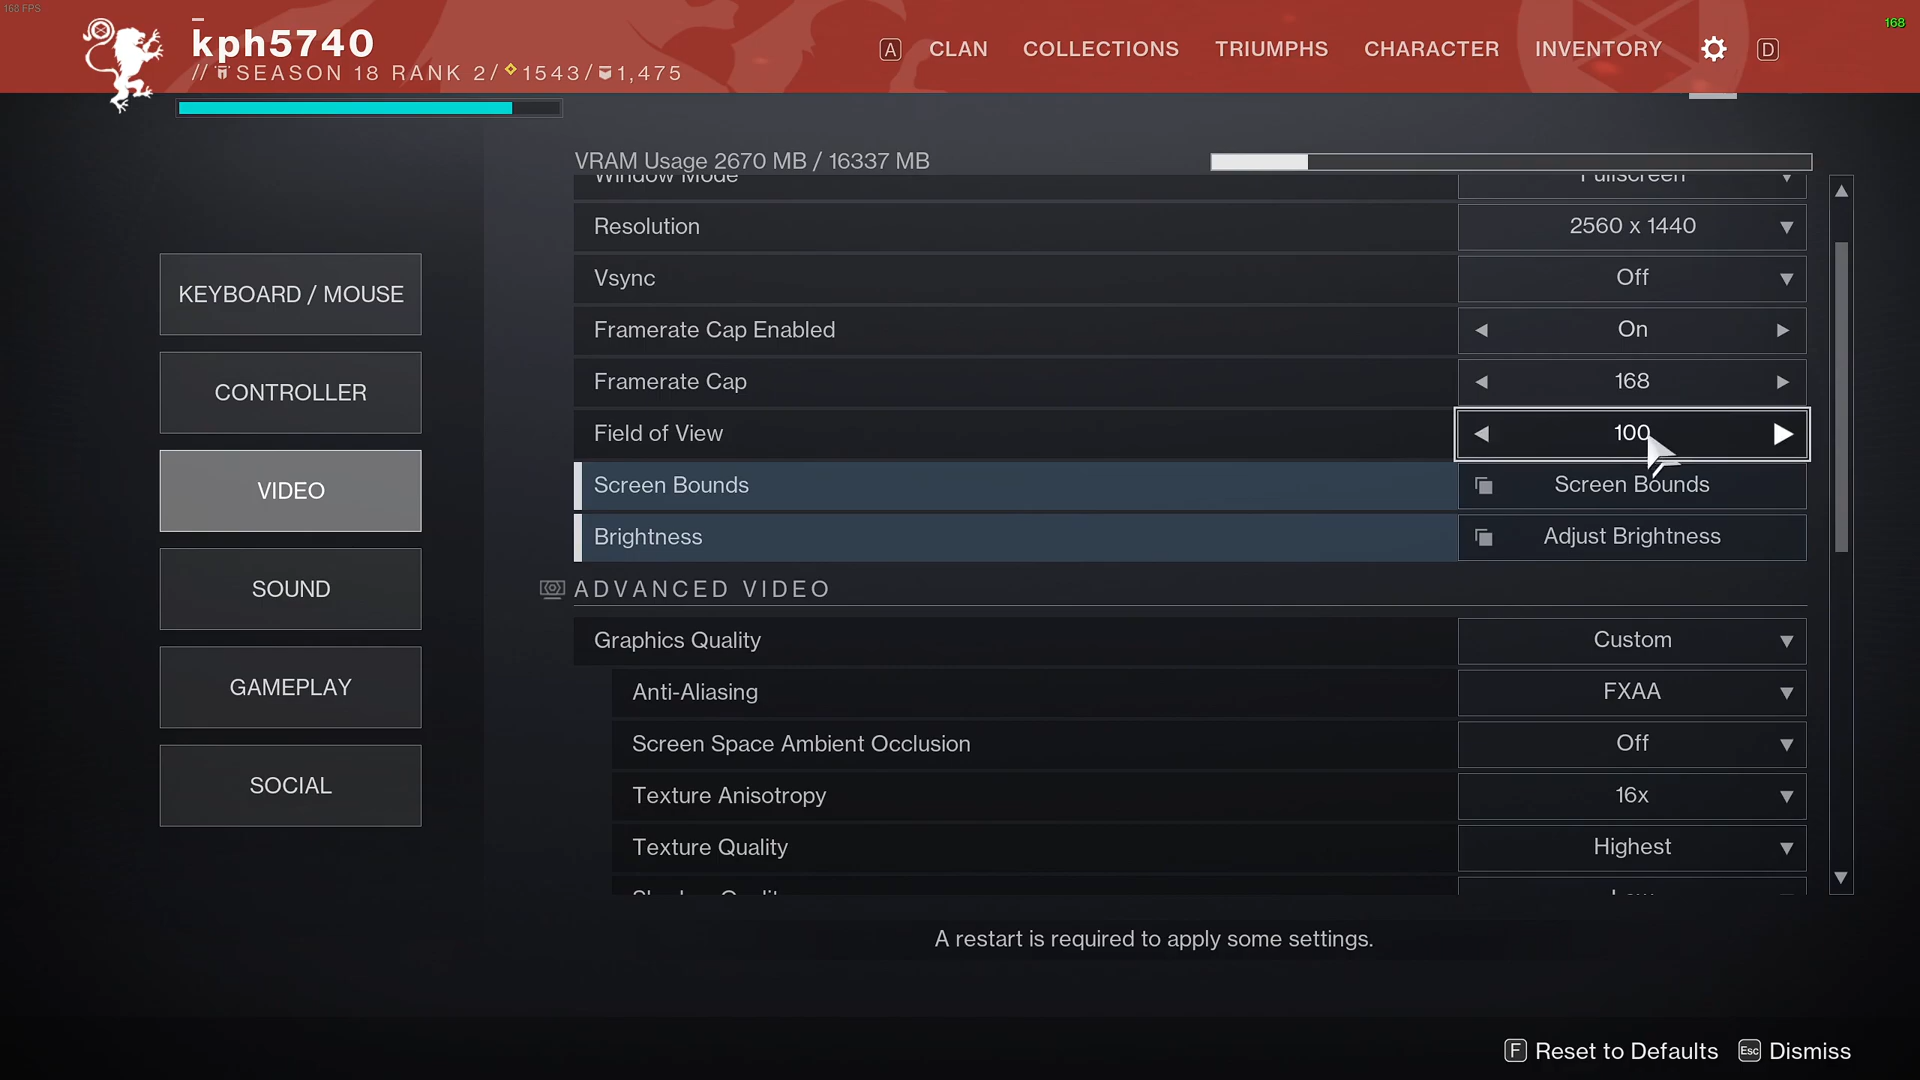 168 FPS
168
kph5740
// SEASON 18 RANK 2/ 1543/ 1,475
A CLAN COLLECTIONS TRIUMPHS CHARACTER INVENTORY D
VRAM Usage 2670 MB / 16337 MB
Window Mode Fullscreen
Resolution 2560 x 1440
Vsync Off
Framerate Cap Enabled On
Framerate Cap 168
Field of View 100
Screen Bounds Screen Bounds
Brightness Adjust Brightness
ADVANCED VIDEO
Graphics Quality Custom
Anti-Aliasing FXAA
Screen Space Ambient Occlusion Off
Texture Anisotropy 16x
Texture Quality Highest
KEYBOARD / MOUSE
CONTROLLER
VIDEO
SOUND
GAMEPLAY
SOCIAL
A restart is required to apply some settings.
F Reset to Defaults Esc Dismiss